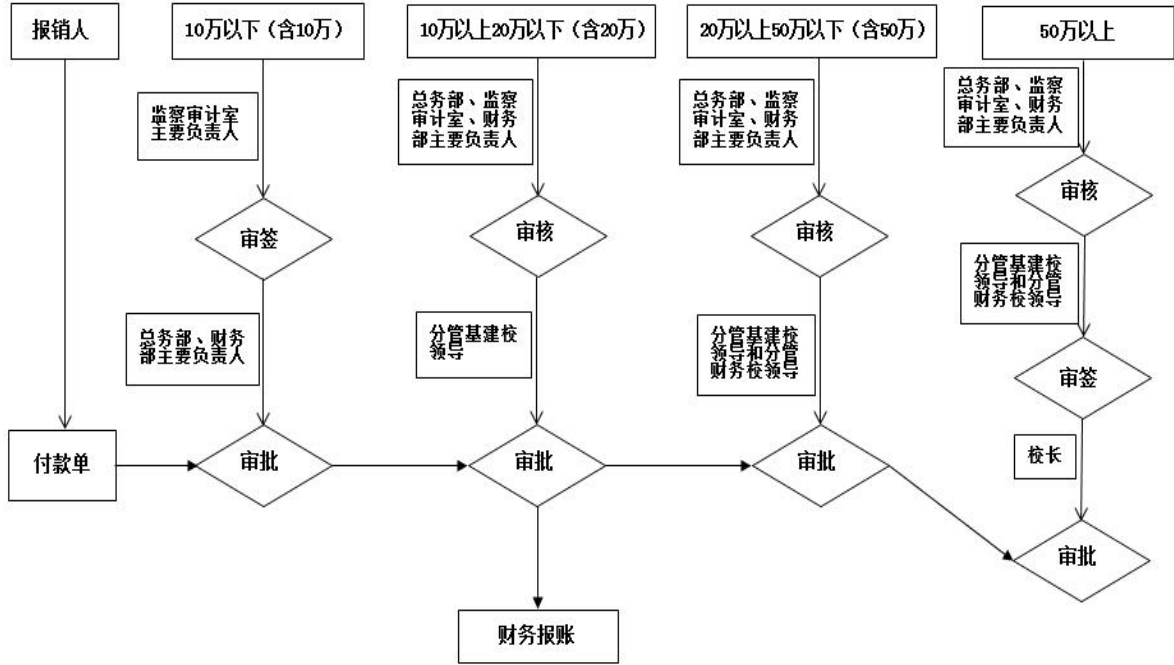 报销人
10万以下（含10万）
10万以上20万以下（含20万）
20万以上50万以下（含50万）
50万以上
监察审计室
主要负责人
总务部、监察
审计室、财务
部主要负责人
总务部、监察
审计室、财务
部主要负责人
总务部、监察
审计室、财务
部主要负责人
审签
审核
审核
审核
总务部、财务
部主要负责人
分管基建校
领导
分管基建校
领导和分管
财务校领导
分管基建校
领导和分管
财务校领导
审签
付款单
审批
审批
审批
校长
审批
财务报账